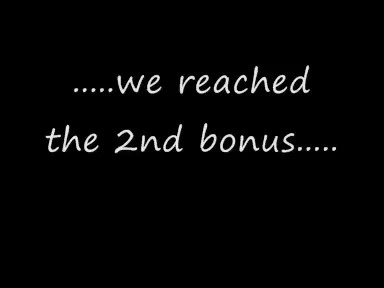 .....we reached
the 2nd bonus.....